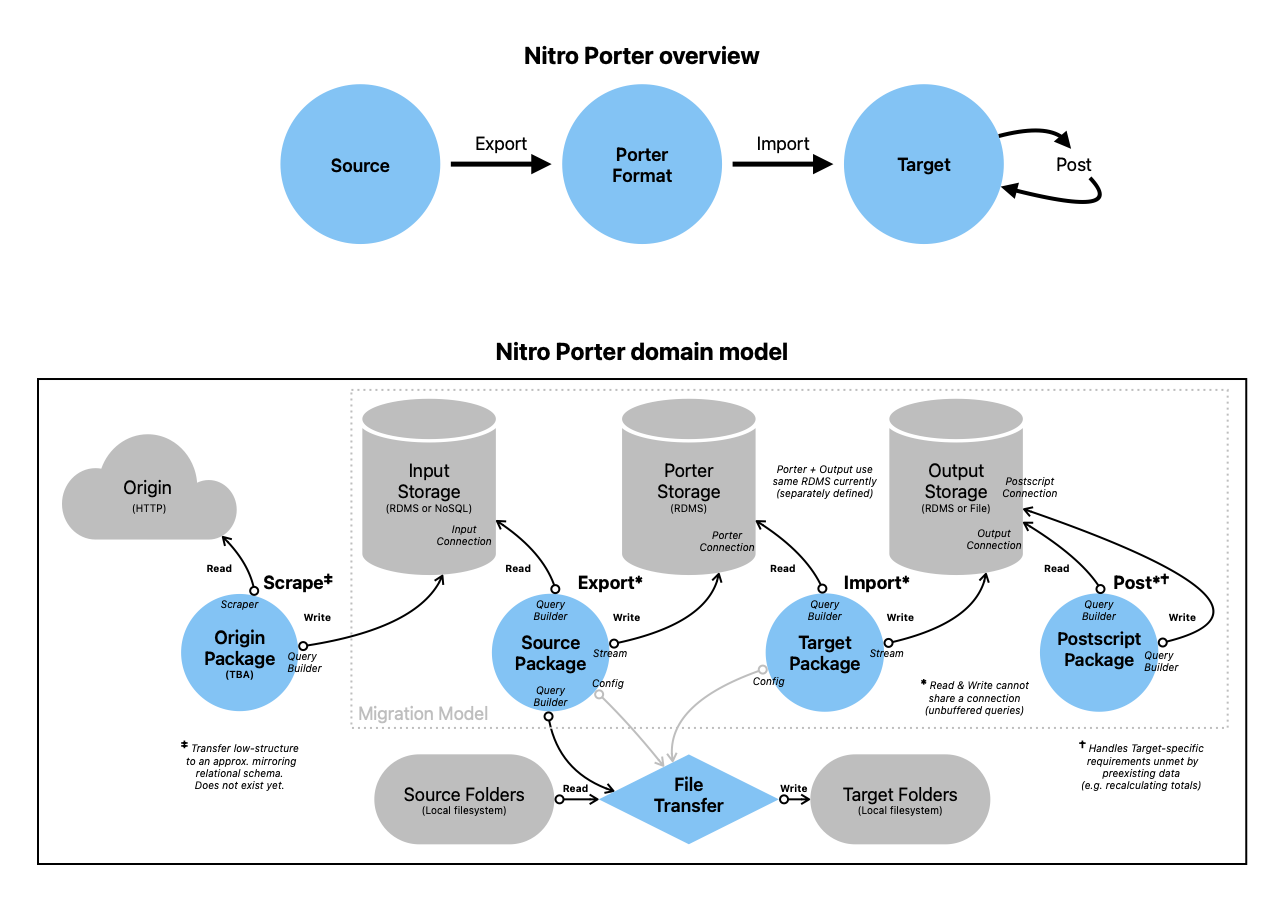 Nitro Porter overview
Source
Export
Porter
Format
Import
Target
Post
Nitro Porter domain model
Origin
(HTTP)
Read
Scrape‡
Scraper
Origin
Package
(TBA)
Write
Query
Builder
‡ Transfer low-structure
to an approx. mirroring
relational schema.
Does not exist yet.
Input
Storage
(RDMS or NoSQL)
Input
Connection
Read
Export*
Query
Builder
Source
Package
Write
Stream
Config
Query
Builder
Migration Model
Porter
Storage
(RDMS)
Porter
Connection
Porter + Output use
same RDMS currently
(separately defined)
Read
Import*
Query
Builder
Target
Package
Write
Stream
Config
Output
Storage
(RDMS or File)
Postscript
Connection
Output
Connection
Read
Post*†
Query
Builder
Postscript
Package
Write
Query
Builder
* Read & Write cannot
share a connection
(unbuffered queries)
† Handles Target-specific
requirements unmet by
preexisting data
(e.g. recalculating totals)
Source Folders
(Local filesystem)
Read
File
Transfer
Write
Target Folders
(Local filesystem)